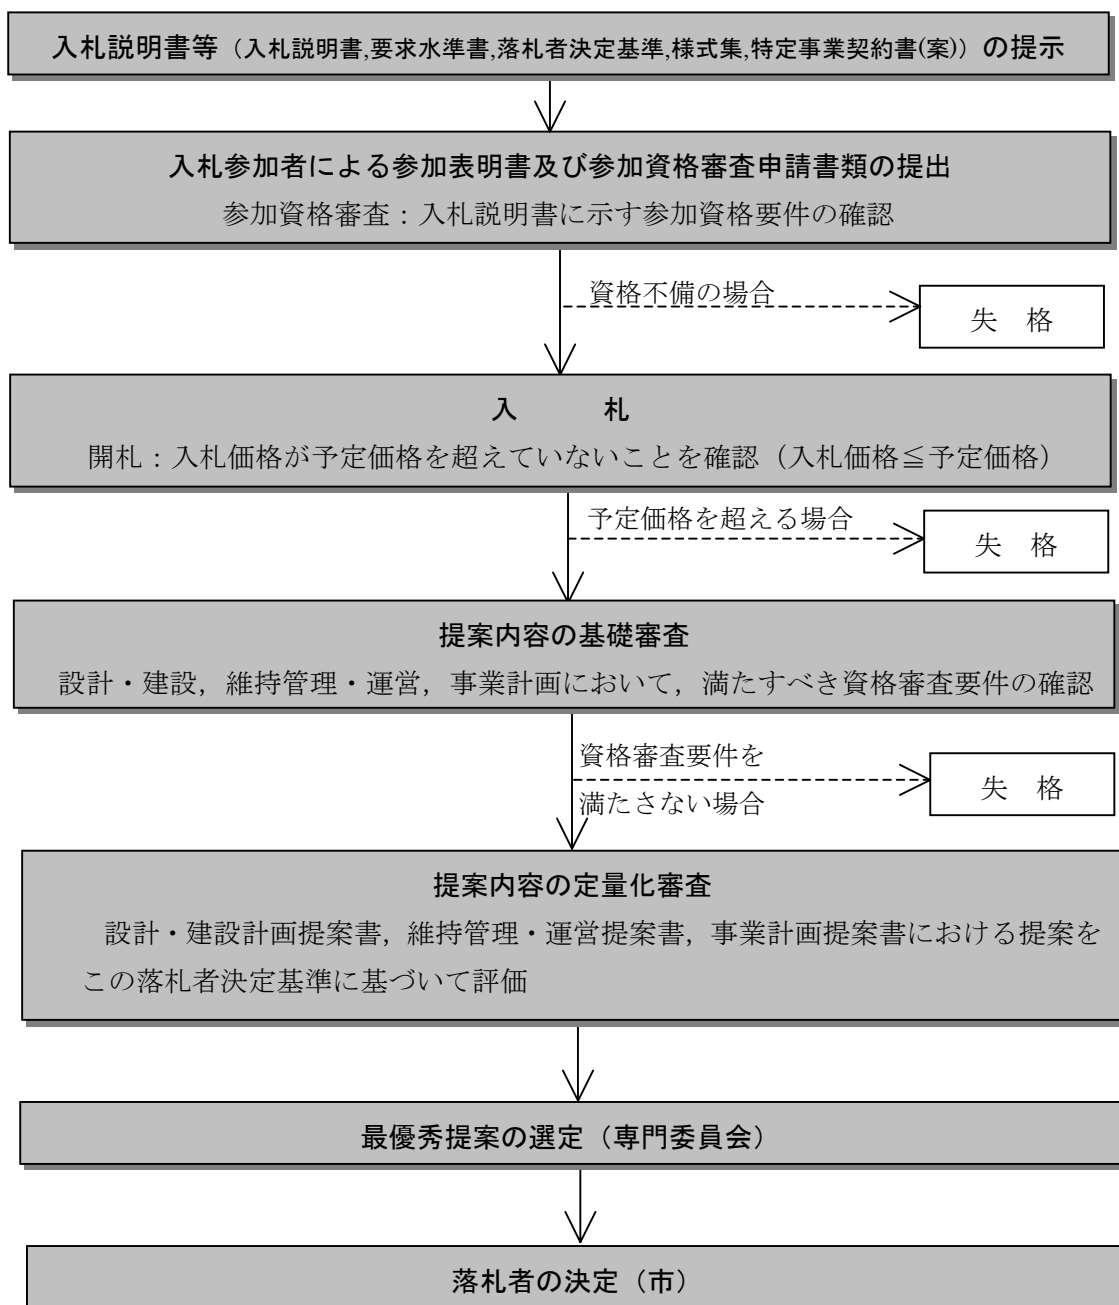 入札説明書等（入札説明書,要求水準書,落札者決定基準,様式集,特定事業契約書(案)）の提示
入札参加者による参加表明書及び参加資格審査申請書類の提出
参加資格審査：入札説明書に示す参加資格要件の確認
資格不備の場合
失　格
入　　　札
開札：入札価格が予定価格を超えていないことを確認（入札価格≦予定価格）
予定価格を超える場合
失　格
提案内容の基礎審査
設計・建設，維持管理・運営，事業計画において，満たすべき資格審査要件の確認
資格審査要件を
満たさない場合
失　格
提案内容の定量化審査
設計・建設計画提案書，維持管理・運営提案書，事業計画提案書における提案を
この落札者決定基準に基づいて評価
最優秀提案の選定（専門委員会）
落札者の決定（市）